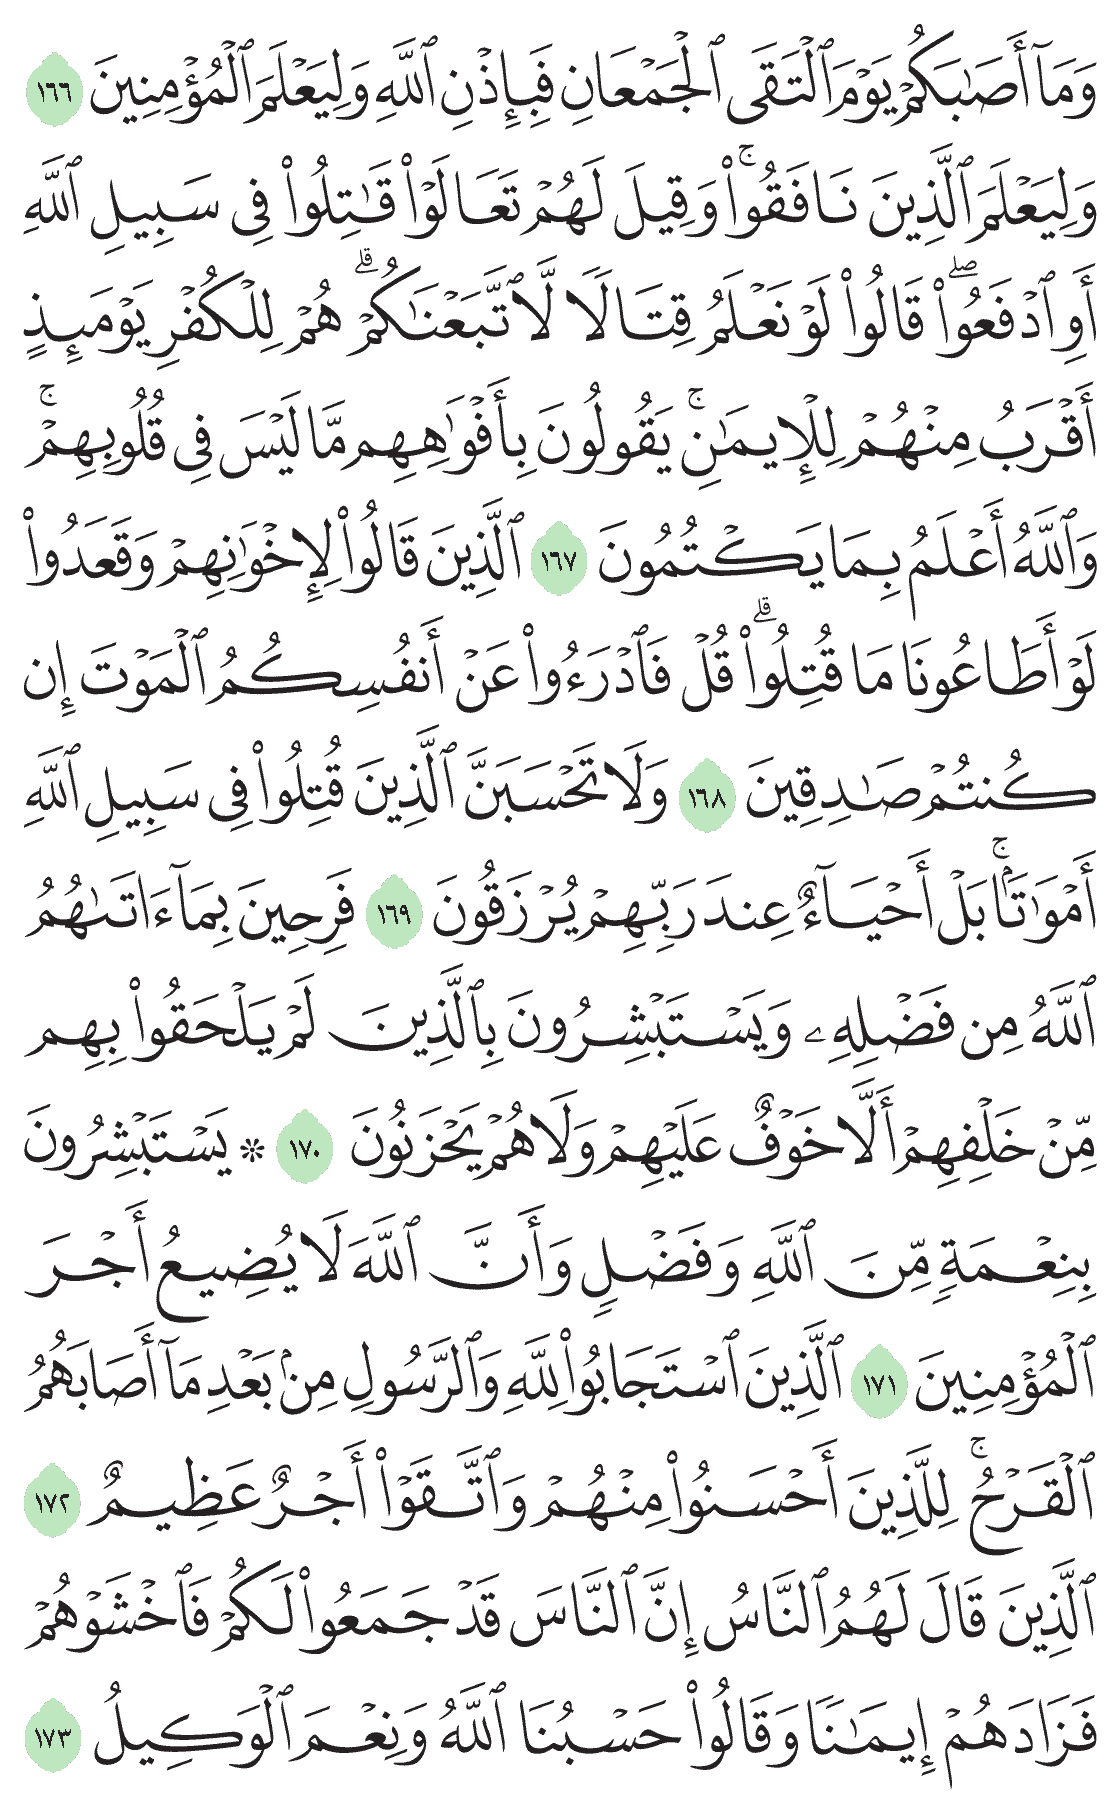 وَمَآ أَصَٰبَكُمْ يَوْمَ ٱلْتَقَى ٱلْجَمْعَانِ فَبِإِذْنِ ٱللَّهِ وَلِيَعْلَمَ ٱلْمُؤْمِنِينَ ١٦٦
وَلِيَعْلَمَ ٱلَّذِينَ نَافَقُوا۟ ۚ وَقِيلَ لَهُمْ تَعَالَوْا۟ قَٰتِلُوا۟ فِى سَبِيلِ ٱللَّهِ
أَوِ ٱدْفَعُوا۟ ۖ قَالُوا۟ لَوْ نَعْلَمُ قِتَالًا لَّٱتَّبَعْنَٰكُمْ ۗ هُمْ لِلْكُفْرِ يَوْمَئِذٍ
أَقْرَبُ مِنْهُمْ لِلْإِيمَٰنِ ۚ يَقُولُونَ بِأَفْوَٰهِهِم مَّا لَيْسَ فِى قُلُوبِهِمْ ۚ
وَٱللَّهُ أَعْلَمُ بِمَا يَكْتُمُونَ ١٦٧ ٱلَّذِينَ قَالُوا۟ لِإِخْوَٰنِهِمْ وَقَعَدُوا۟
لَوْ أَطَاعُونَا مَا قُتِلُوا۟ ۗ قُلْ فَٱدْرَءُوا۟ عَنْ أَنفُسِكُمُ ٱلْمَوْتَ إِن
كُنتُمْ صَٰدِقِينَ ١٦٨ وَلَا تَحْسَبَنَّ ٱلَّذِينَ قُتِلُوا۟ فِى سَبِيلِ ٱللَّهِ
أَمْوَٰتًۢا ۚ بَلْ أَحْيَآءٌ عِندَ رَبِّهِمْ يُرْزَقُونَ ١٦٩ فَرِحِينَ بِمَآ ءَاتَىٰهُمُ
ٱللَّهُ مِن فَضْلِهِۦ وَيَسْتَبْشِرُونَ بِٱلَّذِينَ لَمْ يَلْحَقُوا۟ بِهِم
مِّنْ خَلْفِهِمْ أَلَّا خَوْفٌ عَلَيْهِمْ وَلَا هُمْ يَحْزَنُونَ ١٧٠ ۞ يَسْتَبْشِرُونَ
بِنِعْمَةٍ مِّنَ ٱللَّهِ وَفَضْلٍ وَأَنَّ ٱللَّهَ لَا يُضِيعُ أَجْرَ
ٱلْمُؤْمِنِينَ ١٧١ ٱلَّذِينَ ٱسْتَجَابُوا۟ لِلَّهِ وَٱلرَّسُولِ مِنۢ بَعْدِ مَآ أَصَابَهُمُ
ٱلْقَرْحُ ۚ لِلَّذِينَ أَحْسَنُوا۟ مِنْهُمْ وَٱتَّقَوْا۟ أَجْرٌ عَظِيمٌ ١٧٢
ٱلَّذِينَ قَالَ لَهُمُ ٱلنَّاسُ إِنَّ ٱلنَّاسَ قَدْ جَمَعُوا۟ لَكُمْ فَٱخْشَوْهُمْ
فَزَادَهُمْ إِيمَٰنًا وَقَالُوا۟ حَسْبُنَا ٱللَّهُ وَنِعْمَ ٱلْوَكِيلُ ١٧٣